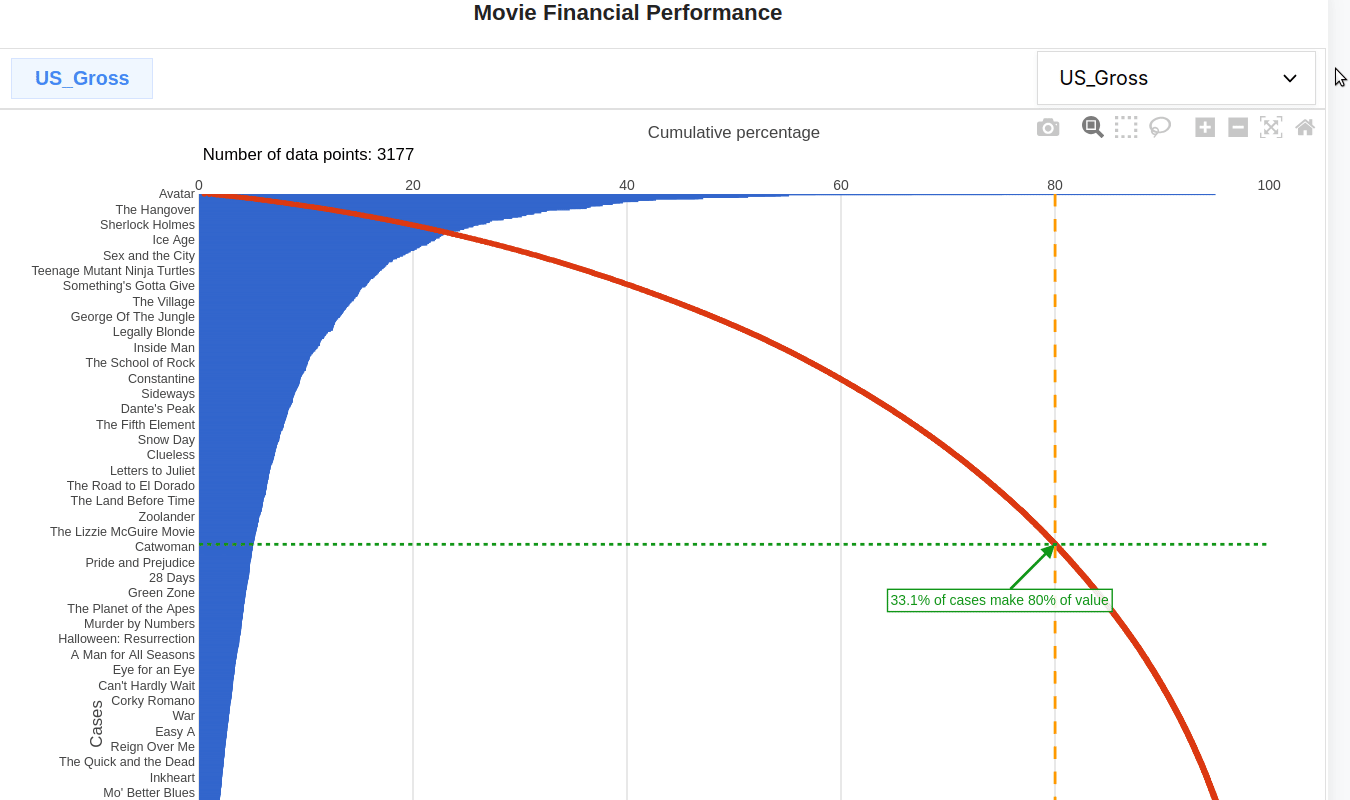 Movie Financial Performance
US_Gross
US_Gross
Cumulative percentage
Number of data points: 3177
0 20 40 60 80 100
Avatar
The Hangover
Sherlock Holmes
Ice Age
Sex and the City
Teenage Mutant Ninja Turtles
Something's Gotta Give
The Village
George Of The Jungle
Legally Blonde
Inside Man
The School of Rock
Constantine
Sideways
Dante's Peak
The Fifth Element
Snow Day
Clueless
Letters to Juliet
The Road to El Dorado
The Land Before Time
Zoolander
The Lizzie McGuire Movie
Catwoman
Pride and Prejudice
28 Days
Green Zone
The Planet of the Apes
Murder by Numbers
Halloween: Resurrection
A Man for All Seasons
Eye for an Eye
Can't Hardly Wait
Corky Romano
War
Easy A
Reign Over Me
The Quick and the Dead
Inkheart
Mo' Better Blues
Cases
33.1% of cases make 80% of value